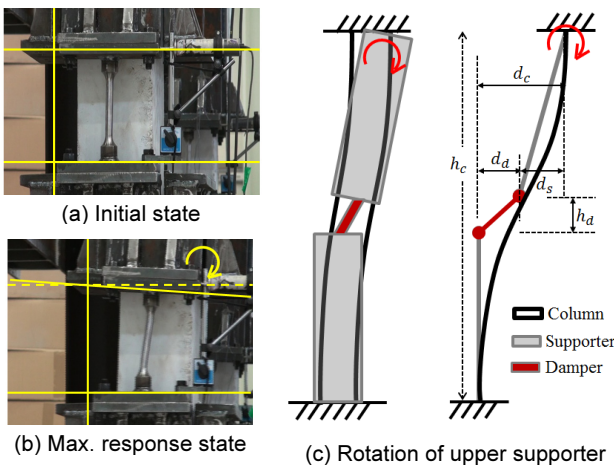 (a) Initial state
(b) Max. response state
d_c
h_c
d_d
d_s
h_d
Column
Supporter
Damper
(c) Rotation of upper supporter